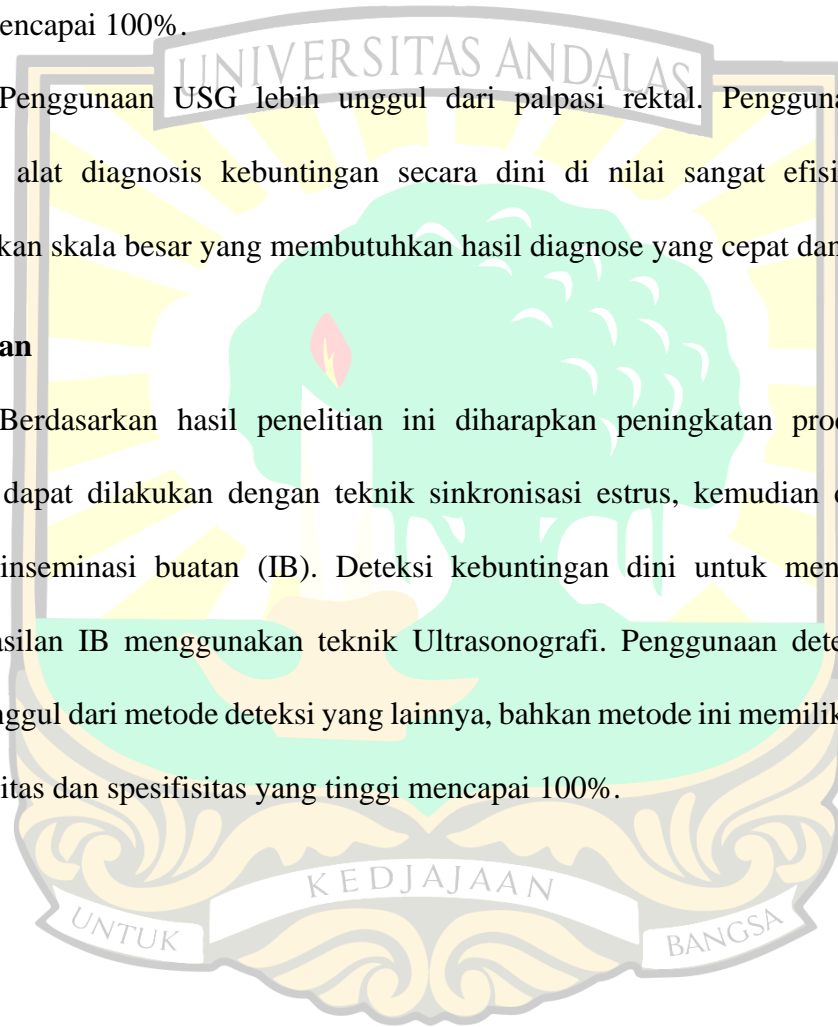 encapai 100%.
UNIVERSITAS ANDALAS
Penggunaan USG lebih unggul dari palpasi rektal. Pengguna
alat diagnosis kebuntingan secara dini di nilai sangat efisi
kan skala besar yang membutuhkan hasil diagnose yang cepat dan
an
Berdasarkan hasil penelitian ini diharapkan peningkatan prod
dapat dilakukan dengan teknik sinkronisasi estrus, kemudian d
inseminasi buatan (IB). Deteksi kebuntingan dini untuk men
asilan IB menggunakan teknik Ultrasonografi. Penggunaan dete
nggul dari metode deteksi yang lainnya, bahkan metode ini memilik
itas dan spesifisitas yang tinggi mencapai 100%.
KEDJAJAAN
UNTUK
BANGSA